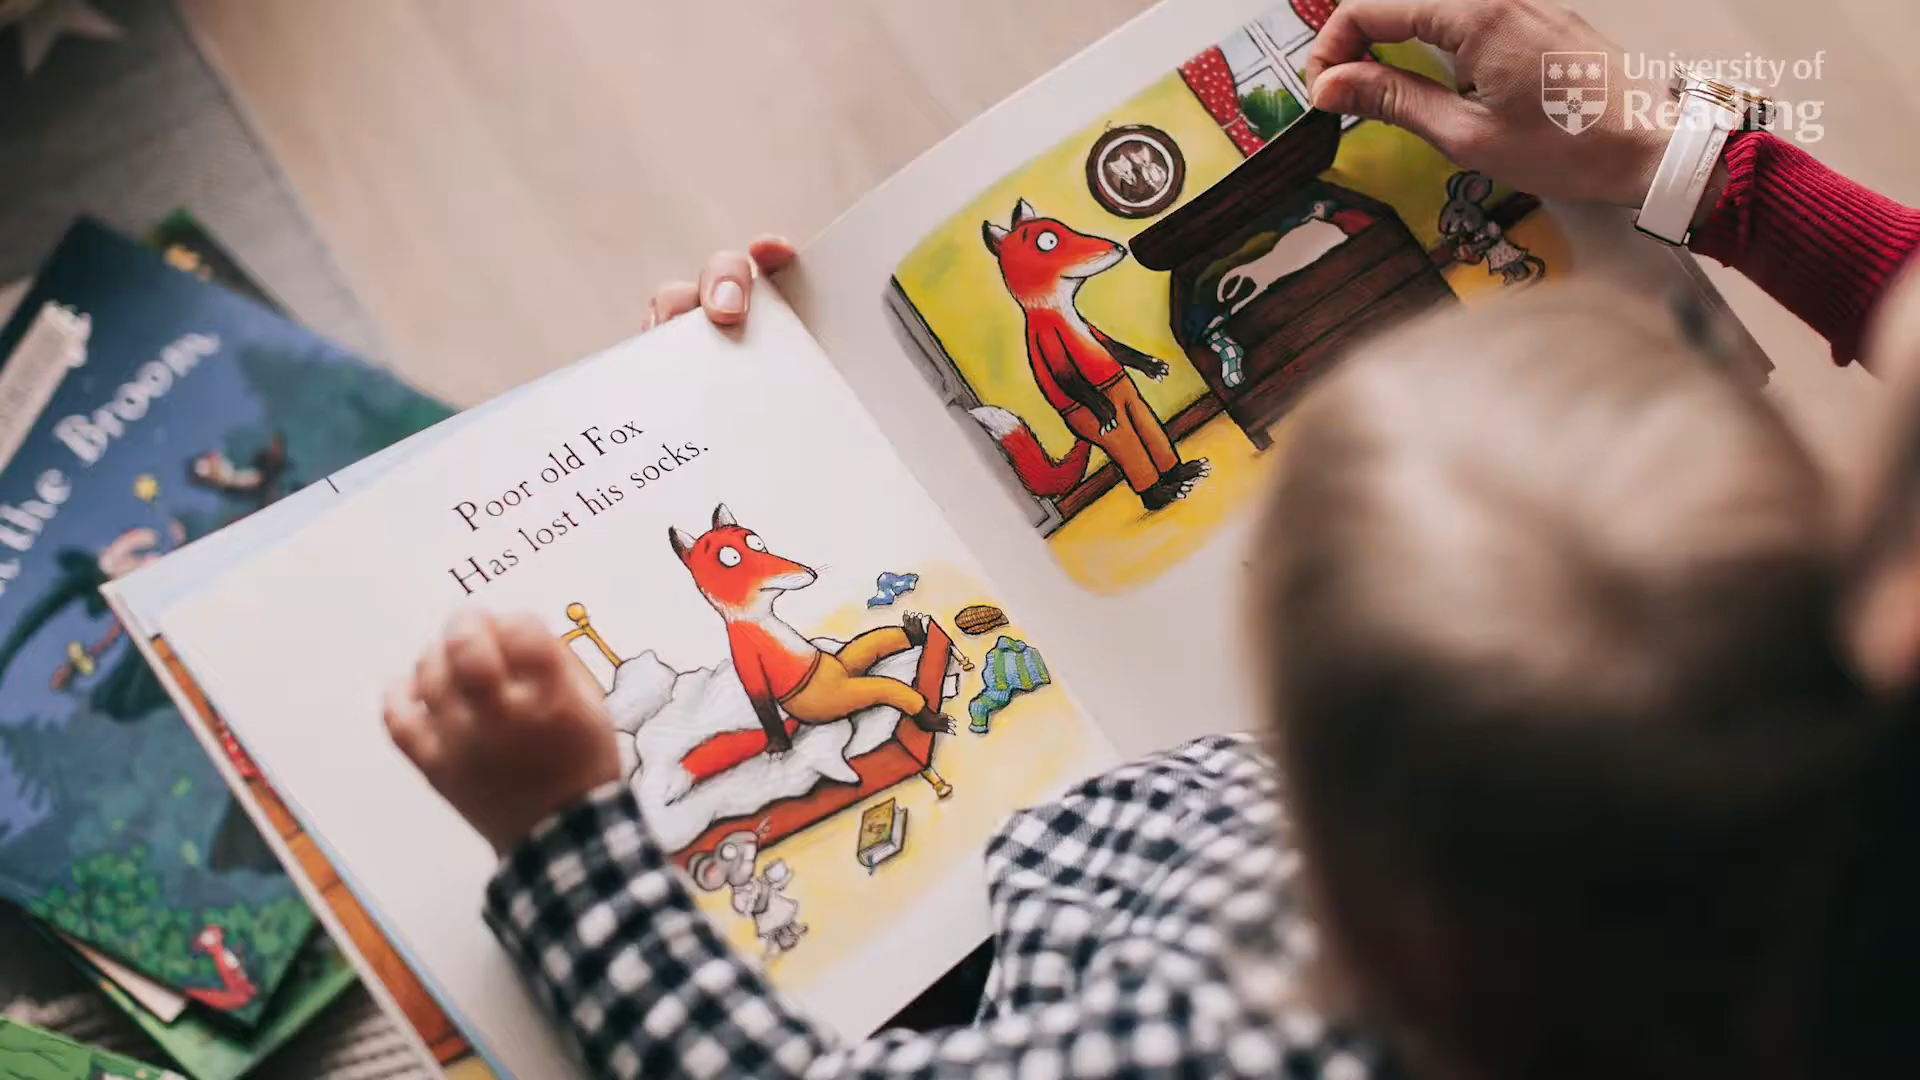 University of
Reading
Poor old Fox
Has lost his socks.
the Broom